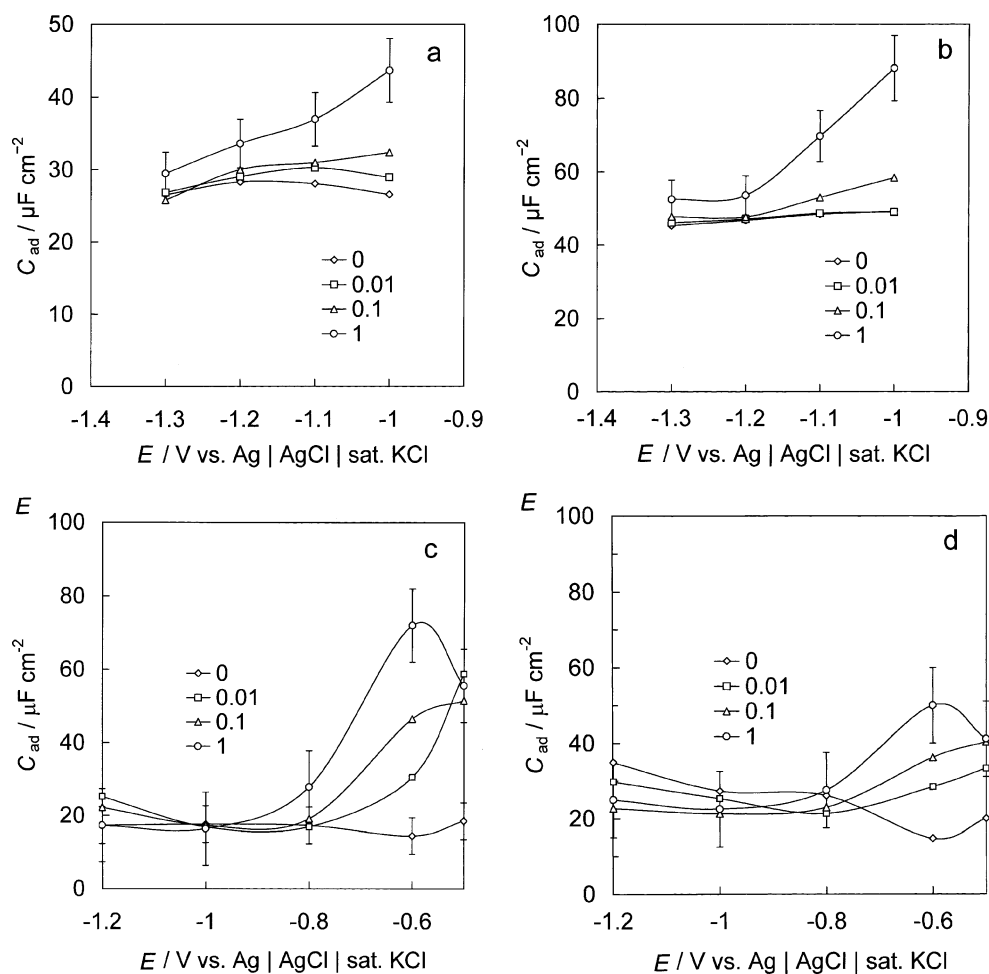 a
50
40
30
20
10
0
C_ad / µF cm⁻²
0
0.01
0.1
1
-1.4 -1.3 -1.2 -1.1 -1 -0.9
E / V vs. Ag | AgCl | sat. KCl
b
100
80
60
40
20
0
C_ad / µF cm⁻²
0
0.01
0.1
1
-1.4 -1.3 -1.2 -1.1 -1 -0.9
E / V vs. Ag | AgCl | sat. KCl
E
c
100
80
60
40
20
0
C_ad / µF cm⁻²
0
0.01
0.1
1
-1.2 -1 -0.8 -0.6
E / V vs. Ag | AgCl | sat. KCl
E
d
100
80
60
40
20
0
C_ad / µF cm⁻²
0
0.01
0.1
1
-1.2 -1 -0.8 -0.6
E / V vs. Ag | AgCl | sat. KCl